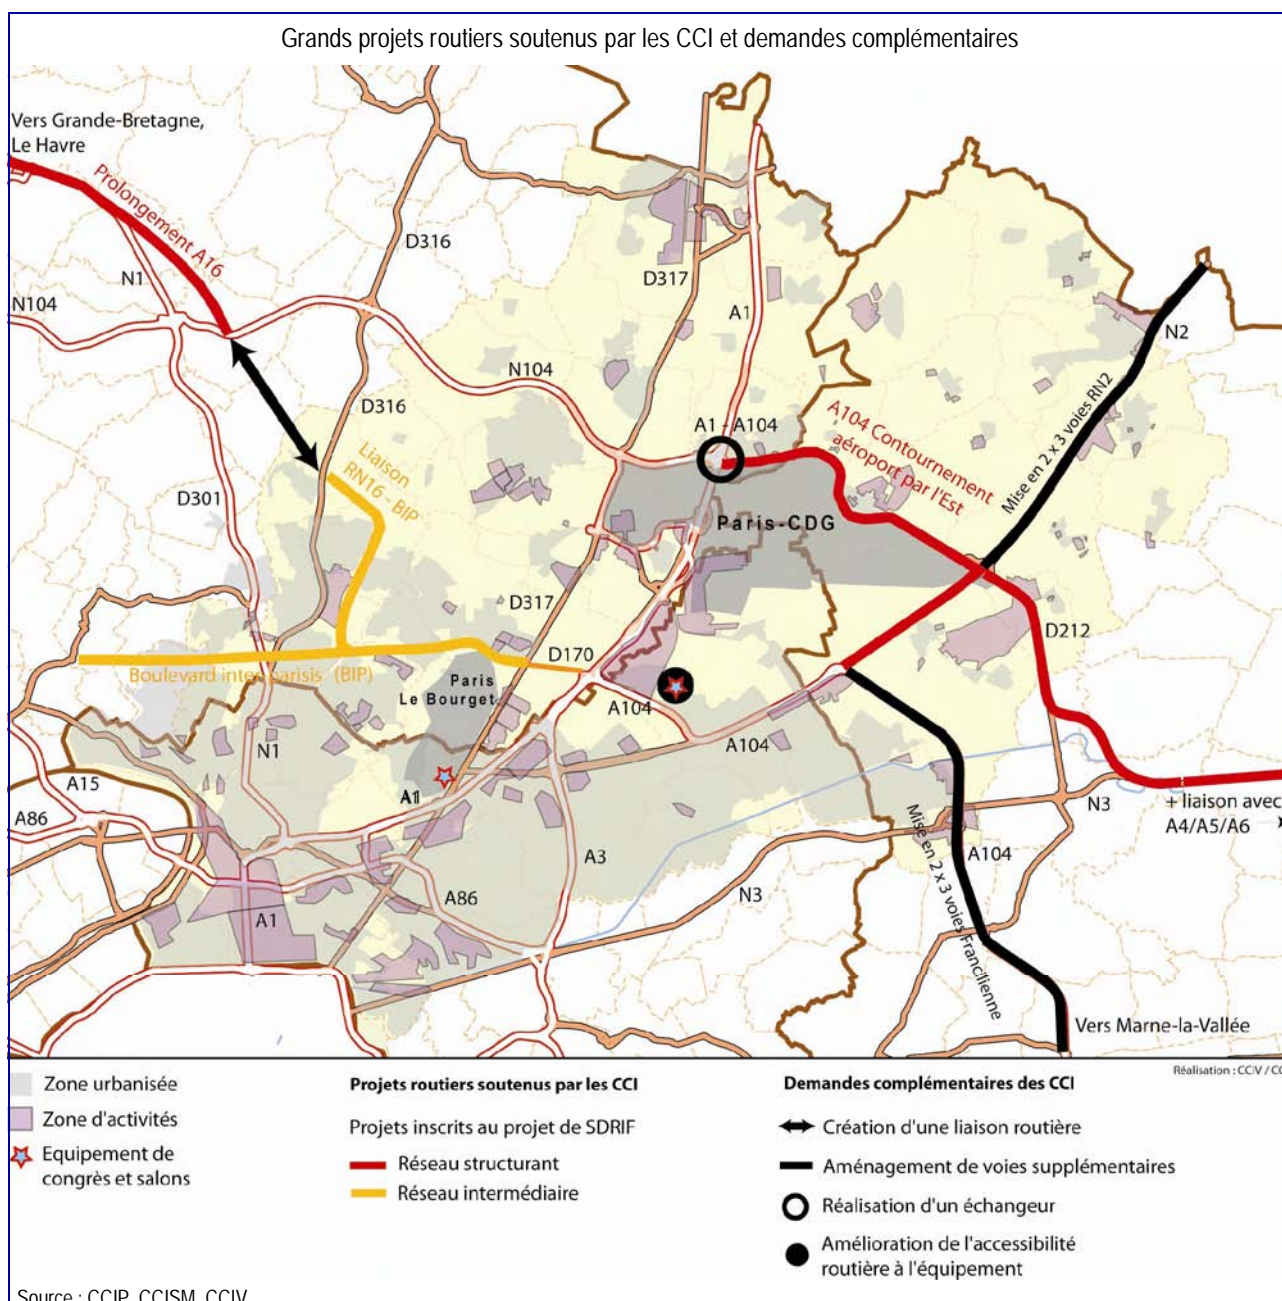 Grands projets routiers soutenus par les CCI et demandes complémentaires
Vers Grande-Bretagne,
Le Havre
Prolongement A16
N1
N104
D316
D317
A1
N2
N104
D316
A1 - A104
A104 Contournement
aéroport par l'Est
Mise en 2 x 3 voies RN2
Liaison
RN16 - BIP
D301
Paris-CDG
D317
D212
D170
Boulevard inter parisis (BIP)
Paris
Le Bourget
A104
A104
N1
A15
A86
A1
A3
N3
+ liaison avec
A4/A5/A6
Mise en 2 x 3 voies Francilienne
A104
A86
N3
A1
Vers Marne-la-Vallée
Réalisation : CCIV / CC
Zone urbanisée
Zone d'activités
Equipement de
congrès et salons
Projets routiers soutenus par les CCI
Projets inscrits au projet de SDRIF
Réseau structurant
Réseau intermédiaire
Demandes complémentaires des CCI
Création d'une liaison routière
Aménagement de voies supplémentaires
Réalisation d'un échangeur
Amélioration de l'accessibilité
routière à l'équipement
Source : CCIP, CCISM, CCIV